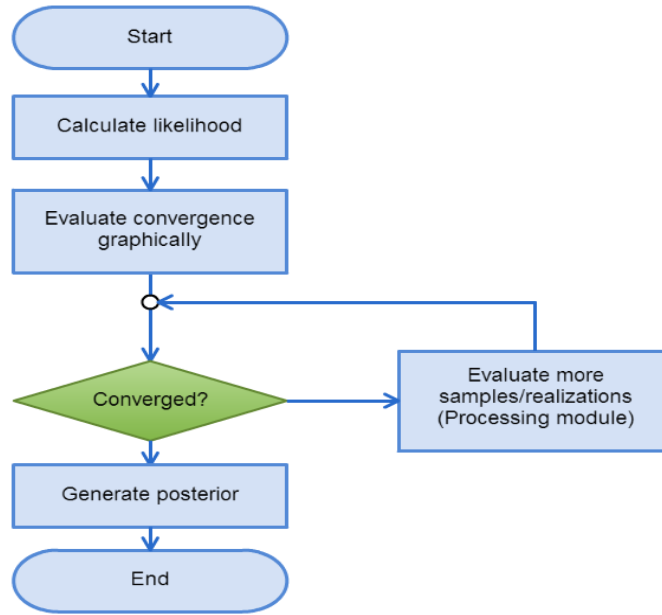 Start
Calculate likelihood
Evaluate convergence
graphically
Converged?
Evaluate more
samples/realizations
(Processing module)
Generate posterior
End